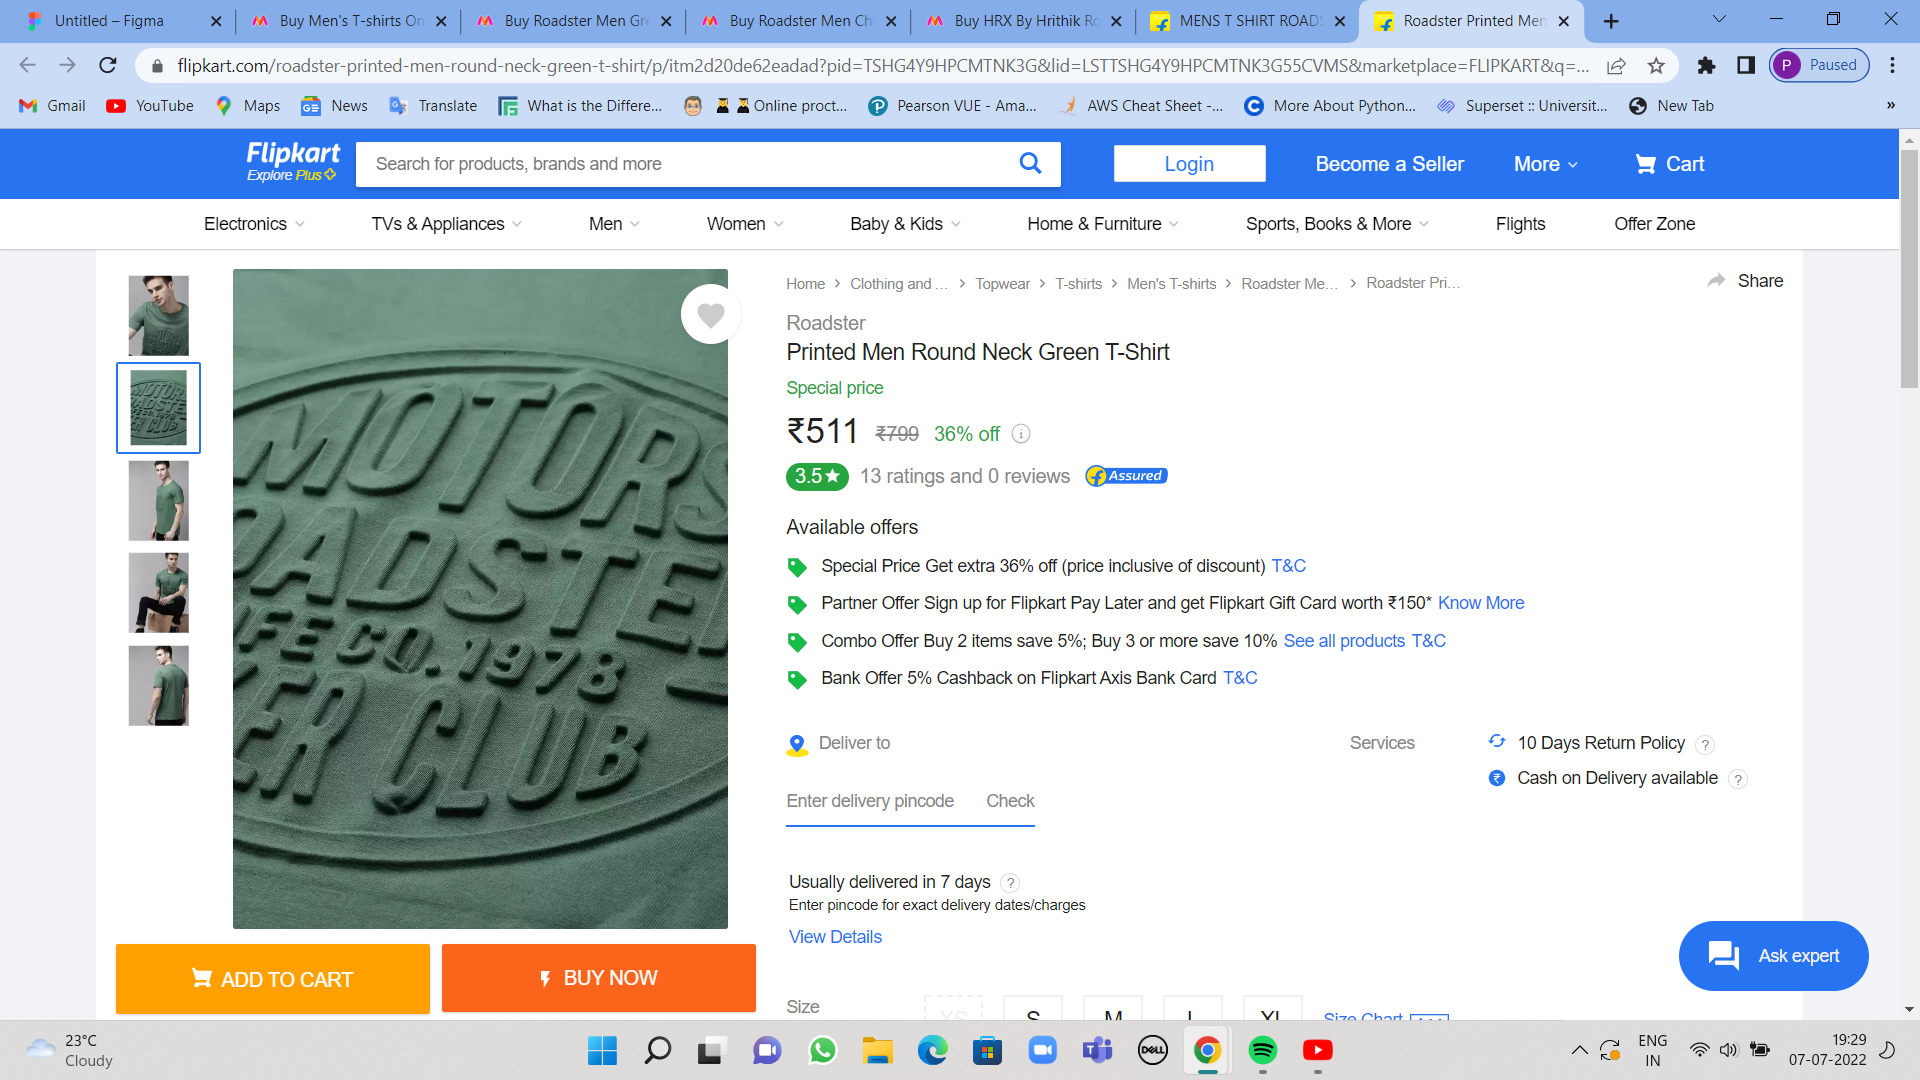 Untitled – Figma
Buy Men's T-shirts On
Buy Roadster Men Gre
Buy Roadster Men Ch
Buy HRX By Hrithik Ro
MENS T SHIRT ROADS
Roadster Printed Men
flipkart.com/roadster-printed-men-round-neck-green-t-shirt/p/itm2d20de62eadad?pid=TSHG4Y9HPCMTNK3G&lid=LSTTSHG4Y9HPCMTNK3G55CVMS&marketplace=FLIPKART&q=...
P Paused
Gmail
YouTube
Maps
News
Translate
What is the Differe...
Online proct...
Pearson VUE - Ama...
AWS Cheat Sheet -...
More About Python...
Superset :: Universit...
New Tab
»
Flipkart
Explore Plus
Search for products, brands and more
Login
Become a Seller
More
Cart
Electronics
TVs & Appliances
Men
Women
Baby & Kids
Home & Furniture
Sports, Books & More
Flights
Offer Zone
MOTORS
ROADSTE
IFE CO. 1978
ER CLUB
Home > Clothing and ... > Topwear > T-shirts > Men's T-shirts > Roadster Me... > Roadster Pri...
Share
Roadster
Printed Men Round Neck Green T-Shirt
Special price
₹511 ₹799 36% off
3.5★ 13 ratings and 0 reviews Assured
Available offers
Special Price Get extra 36% off (price inclusive of discount) T&C
Partner Offer Sign up for Flipkart Pay Later and get Flipkart Gift Card worth ₹150* Know More
Combo Offer Buy 2 items save 5%; Buy 3 or more save 10% See all products T&C
Bank Offer 5% Cashback on Flipkart Axis Bank Card T&C
Deliver to
Enter delivery pincode Check
Services
10 Days Return Policy ?
Cash on Delivery available ?
Usually delivered in 7 days ?
Enter pincode for exact delivery dates/charges
View Details
Size XS S M L XL Size Chart
ADD TO CART
BUY NOW
Ask expert
23°C
Cloudy
DELL
ENG
IN
19:29
07-07-2022